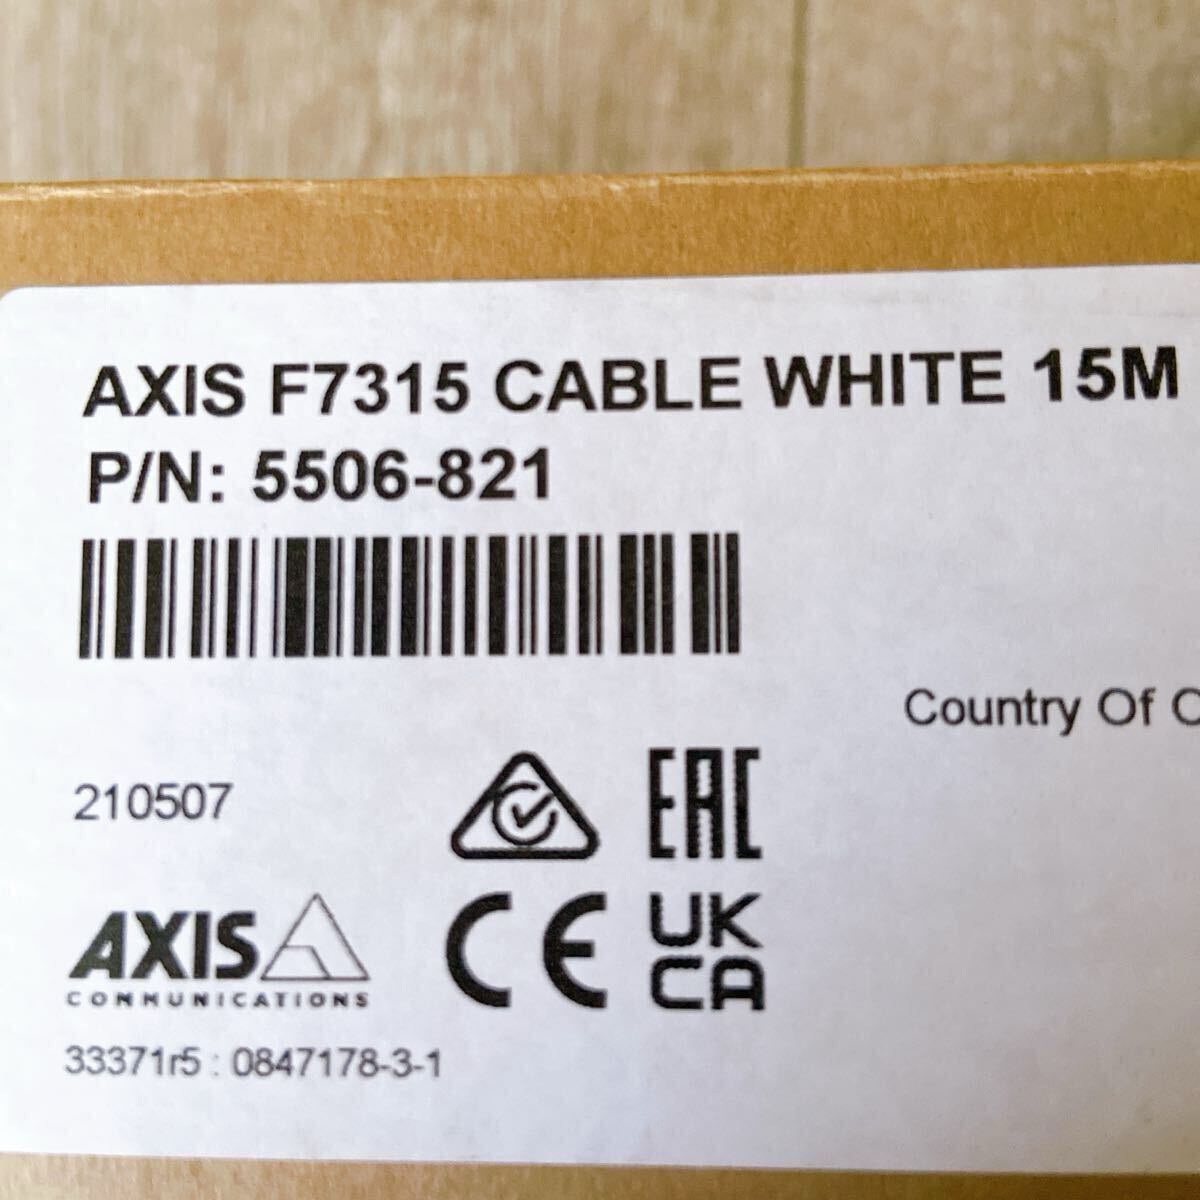 AXIS F7315 CABLE WHITE 15M
P/N: 5506-821
Country Of
210507
EAC
AXIS
COMMUNICATIONS
CE
UK
CA
33371r5 : 0847178-3-1